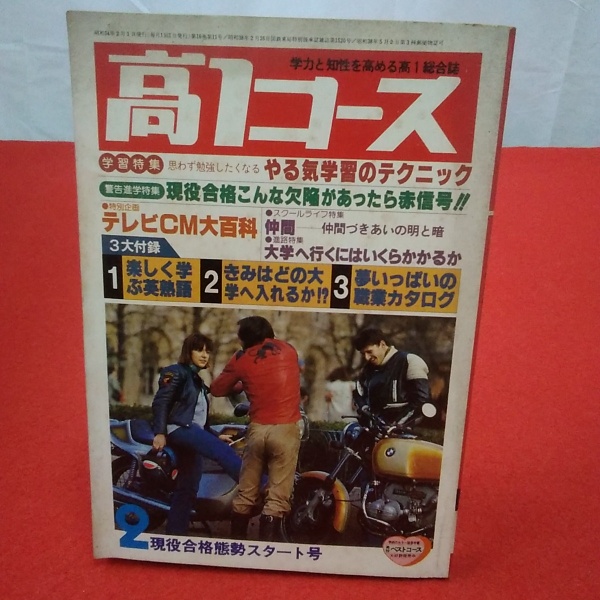 学力と知性を高める高1総合誌
高1コース
学習特集 思わず勉強したくなる やる気学習のテクニック
警告進学特集 現役合格こんな欠陥があったら赤信号!!
●特別企画
テレビCM大百科
●スクールライフ特集
仲間——仲間づきあいの明と暗
●進路特集
大学へ行くにはいくらかかるか
3大付録
1 楽しく学ぶ英熟語
2 きみはどの大学へ入れるか!?
3 夢いっぱいの職業カタログ
2 現役合格態勢スタート号
ベストコース